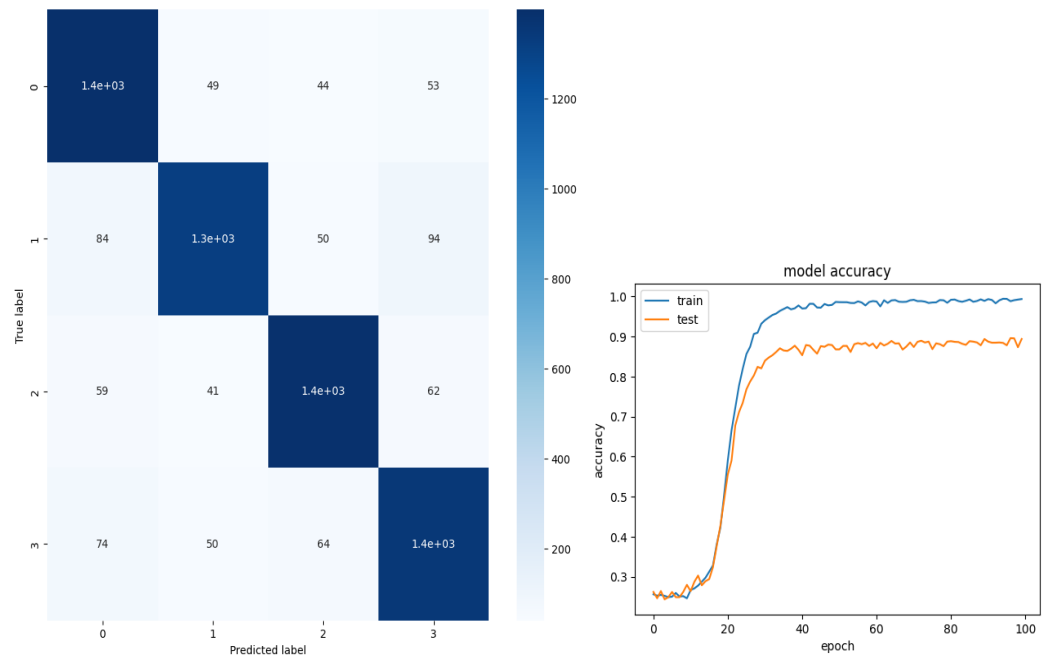 0 1.4e+03 49 44 53
1 84 1.3e+03 50 94
2 59 41 1.4e+03 62
3 74 50 64 1.4e+03
0 1 2 3
True label
Predicted label
1200
1000
800
600
400
200
model accuracy
train
test
1.0
0.9
0.8
0.7
0.6
0.5
0.4
0.3
accuracy
0 20 40 60 80 100
epoch